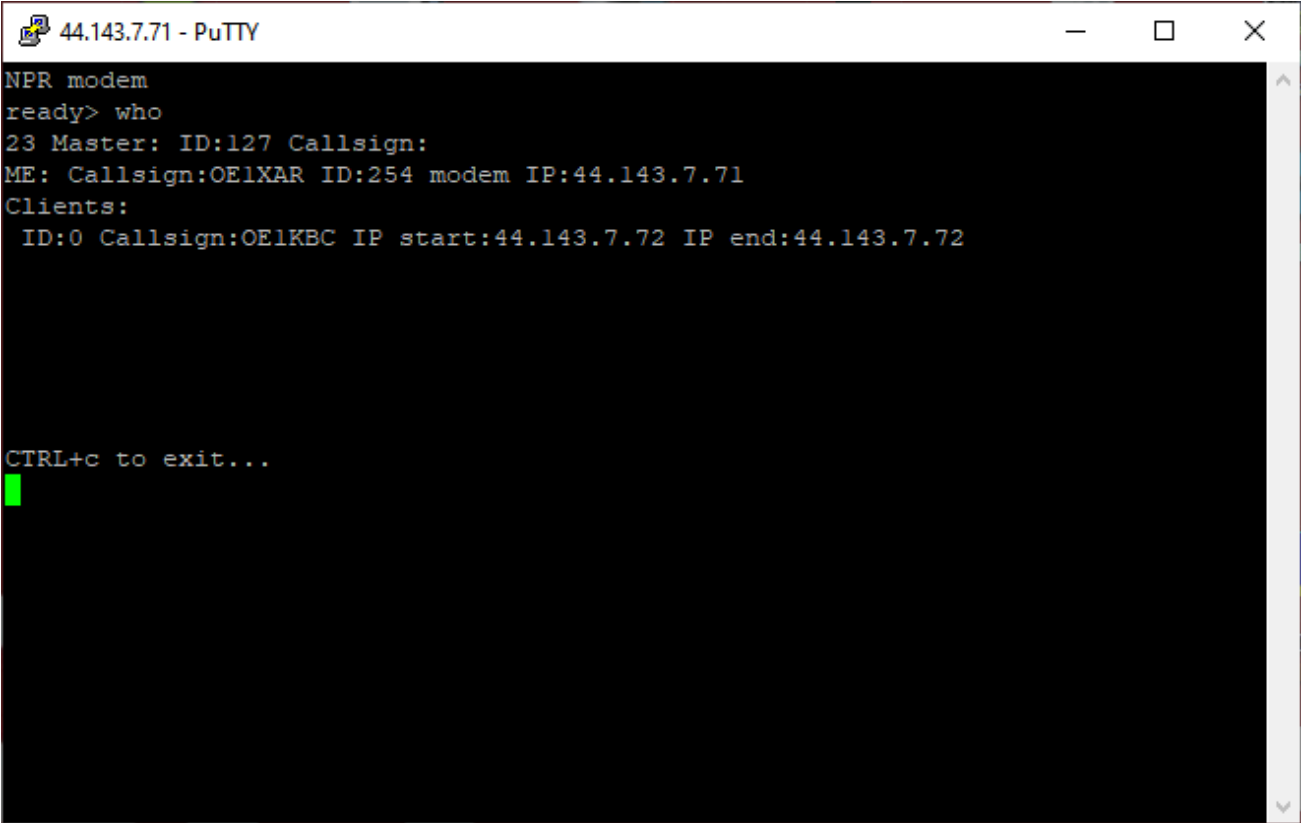 44.143.7.71 - PuTTY
NPR modem
ready> who
23 Master: ID:127 Callsign:
ME: Callsign:OE1XAR ID:254 modem IP:44.143.7.71
Clients:
 ID:0 Callsign:OE1KBC IP start:44.143.7.72 IP end:44.143.7.72
CTRL+c to exit...